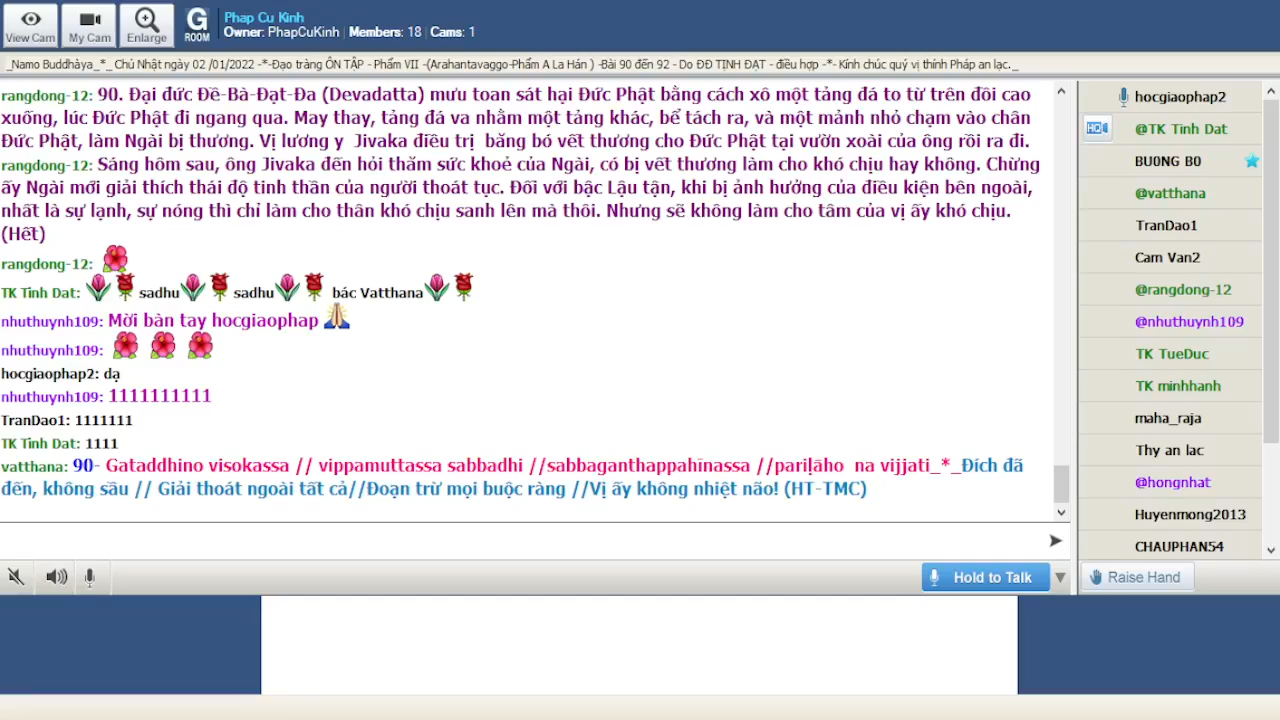 View Cam
My Cam
Enlarge
G
ROOM
Phap Cu Kinh
Owner: PhapCuKinh | Members: 18 | Cams: 1
_Namo Buddhàya_*_ Chủ Nhật ngày 02 /01/2022 -*-Đạo tràng ÔN TẬP - Phẩm VII -(Arahantavaggo-Phẩm A La Hán ) -Bài 90 đến 92 - Do ĐĐ TỊNH ĐẠT - điều hợp -*- Kính chúc quý vị thính Pháp an lạc._
rangdong-12: 90. Đại đức Đề-Bà-Đạt-Đa (Devadatta) mưu toan sát hại Đức Phật bằng cách xô một tảng đá to từ trên đồi cao
xuống, lúc Đức Phật đi ngang qua. May thay, tảng đá va nhằm một tảng khác, bể tách ra, và một mảnh nhỏ chạm vào chân
Đức Phật, làm Ngài bị thương. Vị lương y Jivaka điều trị băng bó vết thương cho Đức Phật tại vườn xoài của ông rồi ra đi.
rangdong-12: Sáng hôm sau, ông Jivaka đến hỏi thăm sức khoẻ của Ngài, có bị vết thương làm cho khó chịu hay không. Chừng
ấy Ngài mới giải thích thái độ tinh thần của người thoát tục. Đối với bậc Lậu tận, khi bị ảnh hưởng của điều kiện bên ngoài,
nhất là sự lạnh, sự nóng thì chỉ làm cho thân khó chịu sanh lên mà thôi. Nhưng sẽ không làm cho tâm của vị ấy khó chịu.
(Hết)
rangdong-12:
TK Tinh Dat: sadhu sadhu bác Vatthana
nhuthuynh109: Mời bàn tay hocgiaophap
nhuthuynh109:
hocgiaophap2: dạ
nhuthuynh109: 1111111111
TranDao1: 1111111
TK Tinh Dat: 1111
vatthana: 90- Gataddhino visokassa // vippamuttassa sabbadhi //sabbaganthappahīnassa //pariḷāho na vijjati_*_Đích đã
đến, không sầu // Giải thoát ngoài tất cả//Đoạn trừ mọi buộc ràng //Vị ấy không nhiệt não! (HT-TMC)
Hold to Talk
hocgiaophap2
HQ
@TK Tinh Dat
BU0NG B0
@vatthana
TranDao1
Cam Van2
@rangdong-12
@nhuthuynh109
TK TueDuc
TK minhhanh
maha_raja
Thy an lac
@hongnhat
Huyenmong2013
CHAUPHAN54
Raise Hand